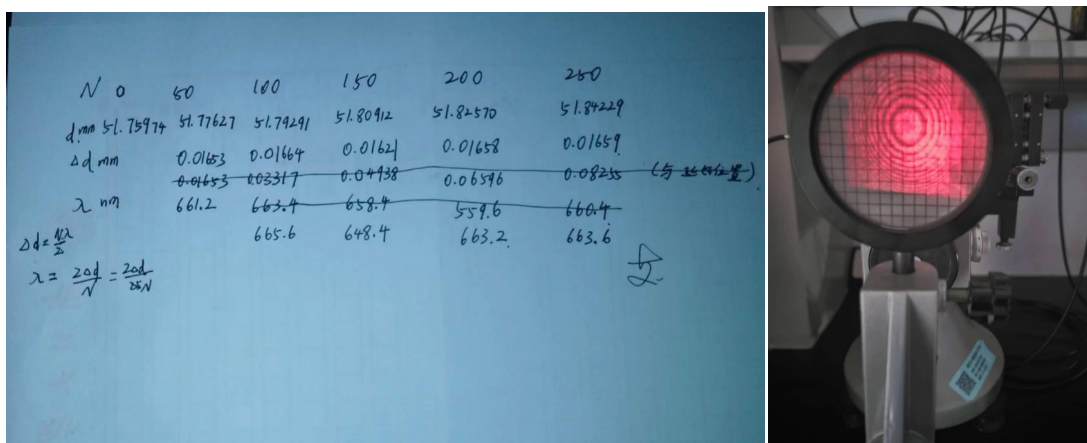 N 0 50 100 150 200 250
d mm 51.75974 51.77627 51.79291 51.80912 51.82570 51.84229
Δd mm 0.01653 0.01664 0.01621 0.01658 0.01659
0.01653 0.03317 0.04938 0.06596 0.08255 (与
λ nm 661.2 663.4 658.4 559.6 660.4
665.6 648.4 663.2 663.6
Δd = Nλ/2
λ = 2Δd/N = 2Δd/